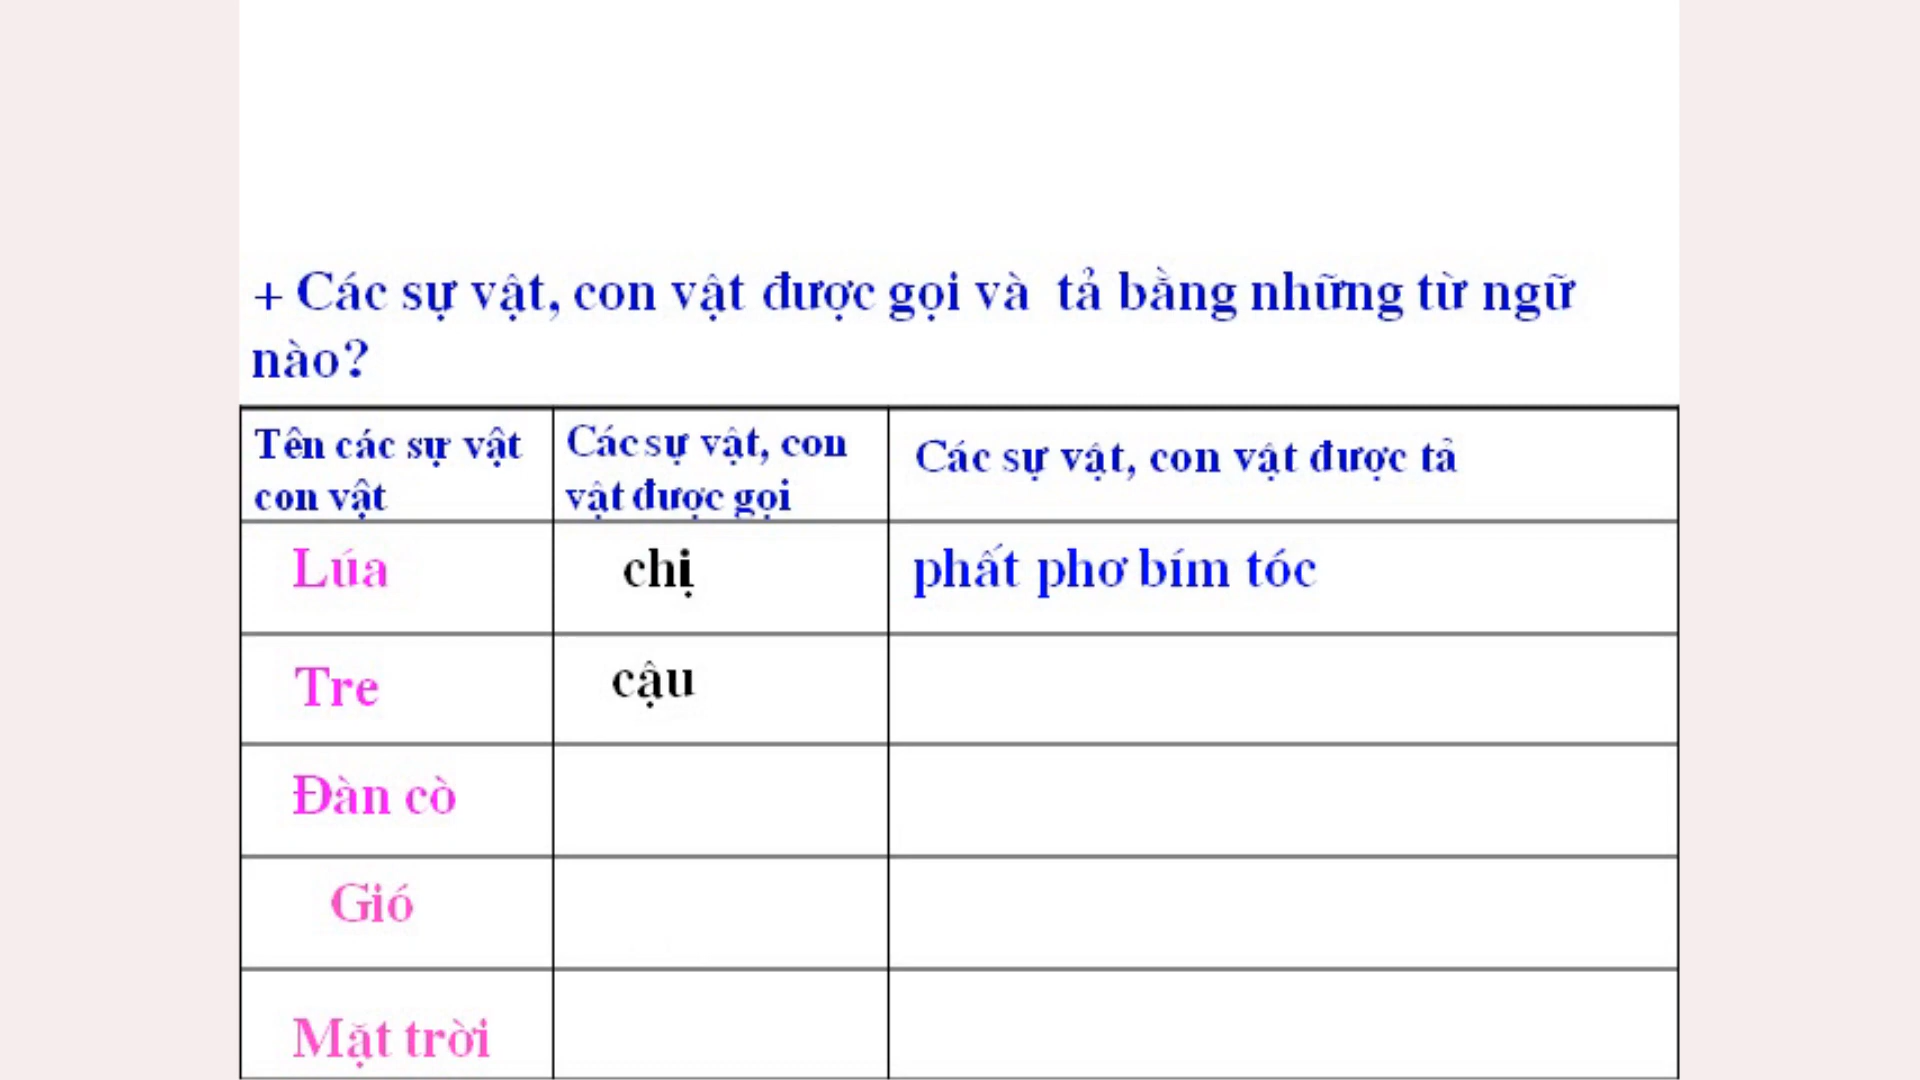 + Các sự vật, con vật được gọi và tả bằng những từ ngữ
nào?
Tên các sự vật
con vật
Các sự vật, con
vật được gọi
Các sự vật, con vật được tả
Lúa
chị
phất phơ bím tóc
Tre
cậu
Đàn cò
Gió
Mặt trời